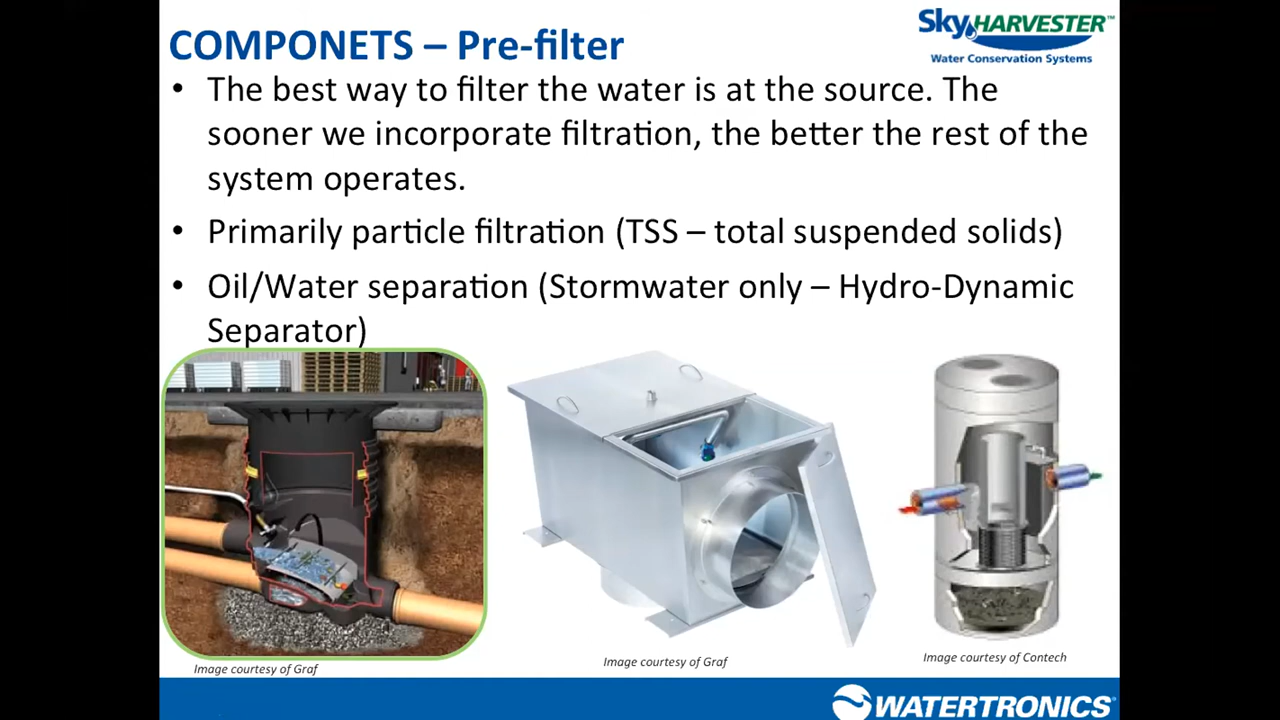 COMPONETS – Pre-filter
SkyHARVESTER™
Water Conservation Systems
• The best way to filter the water is at the source. The
sooner we incorporate filtration, the better the rest of the
system operates.
• Primarily particle filtration (TSS – total suspended solids)
• Oil/Water separation (Stormwater only – Hydro-Dynamic
Separator)
Image courtesy of Graf
Image courtesy of Graf
Image courtesy of Contech
WATERTRONICS